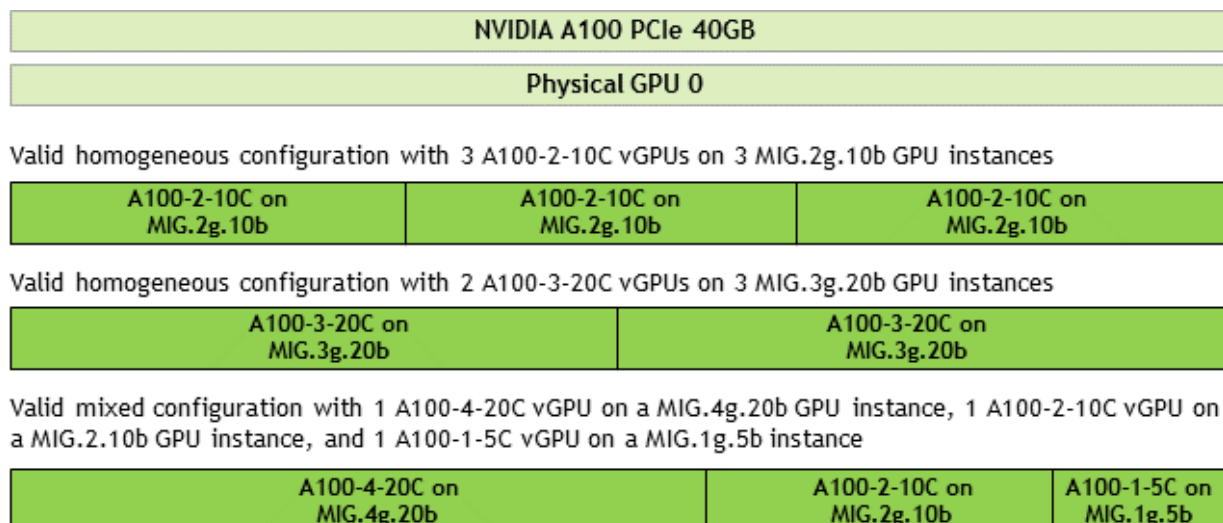 NVIDIA A100 PCIe 40GB
Physical GPU 0
Valid homogeneous configuration with 3 A100-2-10C vGPUs on 3 MIG.2g.10b GPU instances
A100-2-10C on
MIG.2g.10b
A100-2-10C on
MIG.2g.10b
A100-2-10C on
MIG.2g.10b
Valid homogeneous configuration with 2 A100-3-20C vGPUs on 3 MIG.3g.20b GPU instances
A100-3-20C on
MIG.3g.20b
A100-3-20C on
MIG.3g.20b
Valid mixed configuration with 1 A100-4-20C vGPU on a MIG.4g.20b GPU instance, 1 A100-2-10C vGPU on
a MIG.2.10b GPU instance, and 1 A100-1-5C vGPU on a MIG.1g.5b instance
A100-4-20C on
MIG.4g.20b
A100-2-10C on
MIG.2g.10b
A100-1-5C on
MIG.1g.5b